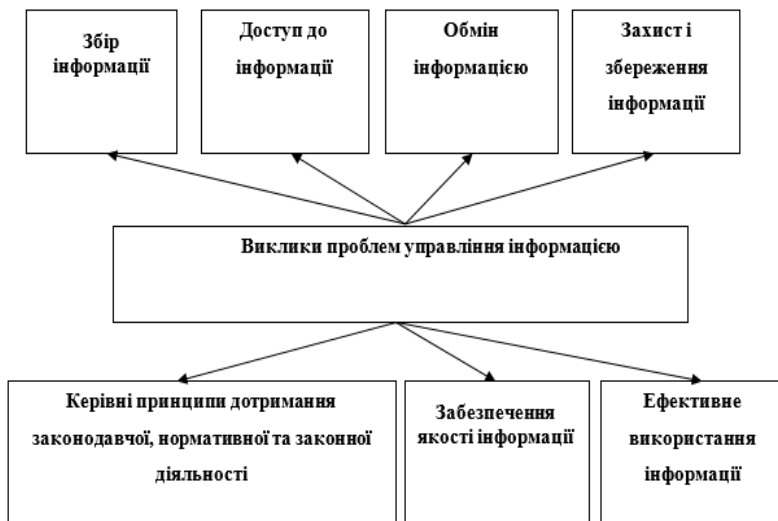 Збір
інформації
Доступ до
інформації
Обмін
інформацією
Захист і
збереження
інформації
Виклики проблем управління інформацією
Керівні принципи дотримання
законодавчої, нормативної та законної
діяльності
Забезпечення
якості інформації
Ефективне
використання
інформації